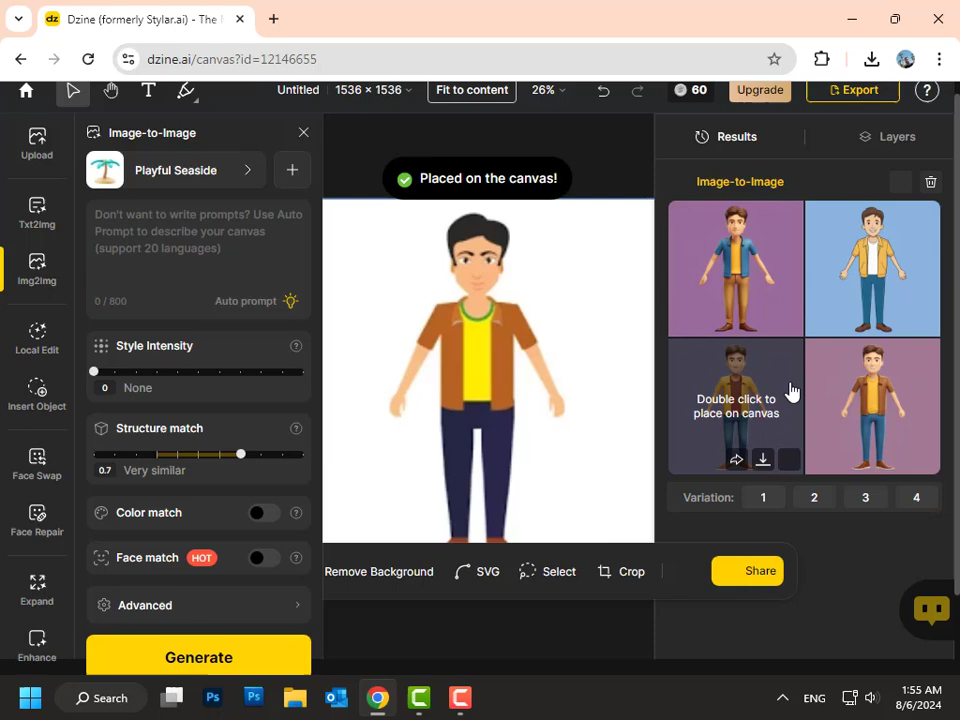 Dzine (formerly Stylar.ai) - The
dzine.ai/canvas?id=12146655
Untitled
1536 × 1536
Fit to content
26%
60
Upgrade
Export
?
Upload
Txt2Img
Img2Img
Local Edit
Insert Object
Face Swap
Face Repair
Expand
Enhance
Image-to-Image
Playful Seaside
Don't want to write prompts? Use Auto
Prompt to describe your canvas
(support 20 languages)
0 / 800
Auto prompt
Style Intensity
0 None
Structure match
0.7 Very similar
Color match
Face match HOT
Advanced
Generate
Placed on the canvas!
Remove Background
SVG
Select
Crop
Share
Results
Layers
Image-to-Image
Double click to
place on canvas
Variation: 1 2 3 4
Search
ENG
1:55 AM
8/6/2024